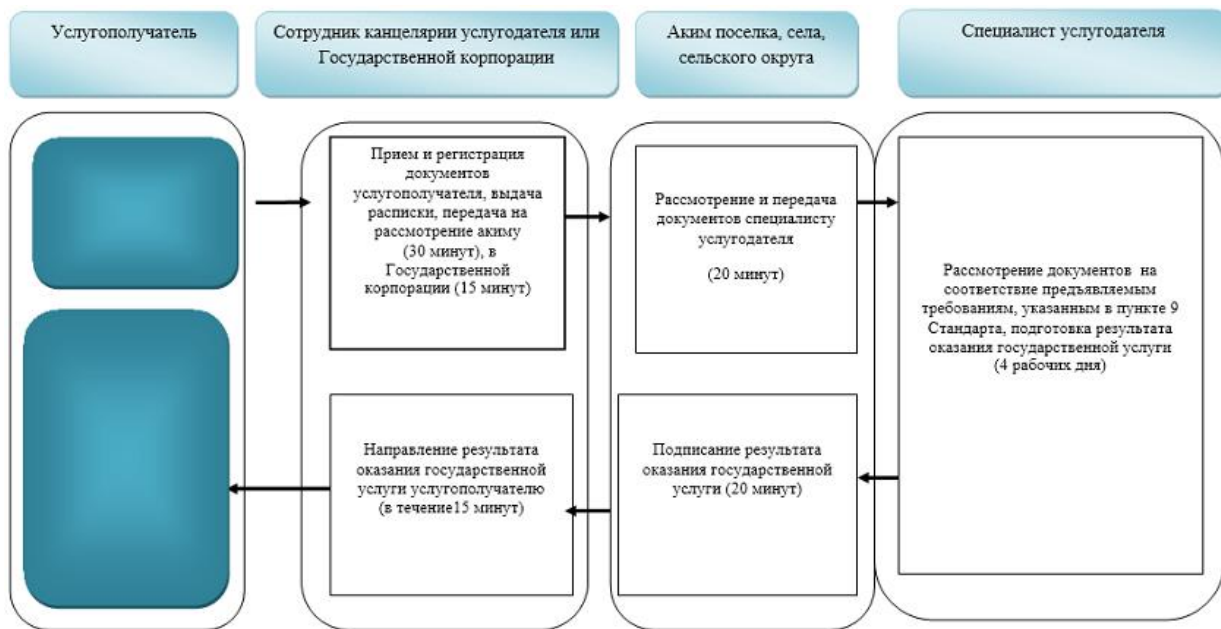 Услугополучатель
Сотрудник канцелярии услугодателя или
Государственной корпорации
Аким поселка, села,
сельского округа
Специалист услугодателя
Прием и регистрация
документов
услугополучателя, выдача
расписки, передача на
рассмотрение акиму
(30 минут), в
Государственной
корпорации (15 минут)
Рассмотрение и передача
документов специалисту
услугодателя
(20 минут)
Рассмотрение документов на
соответствие предъявляемым
требованиям, указанным в пункте 9
Стандарта, подготовка результата
оказания государственной услуги
(4 рабочих дня)
Направление результата
оказания государственной
услуги услугополучателю
(в течение15 минут)
Подписание результата
оказания государственной
услуги (20 минут)